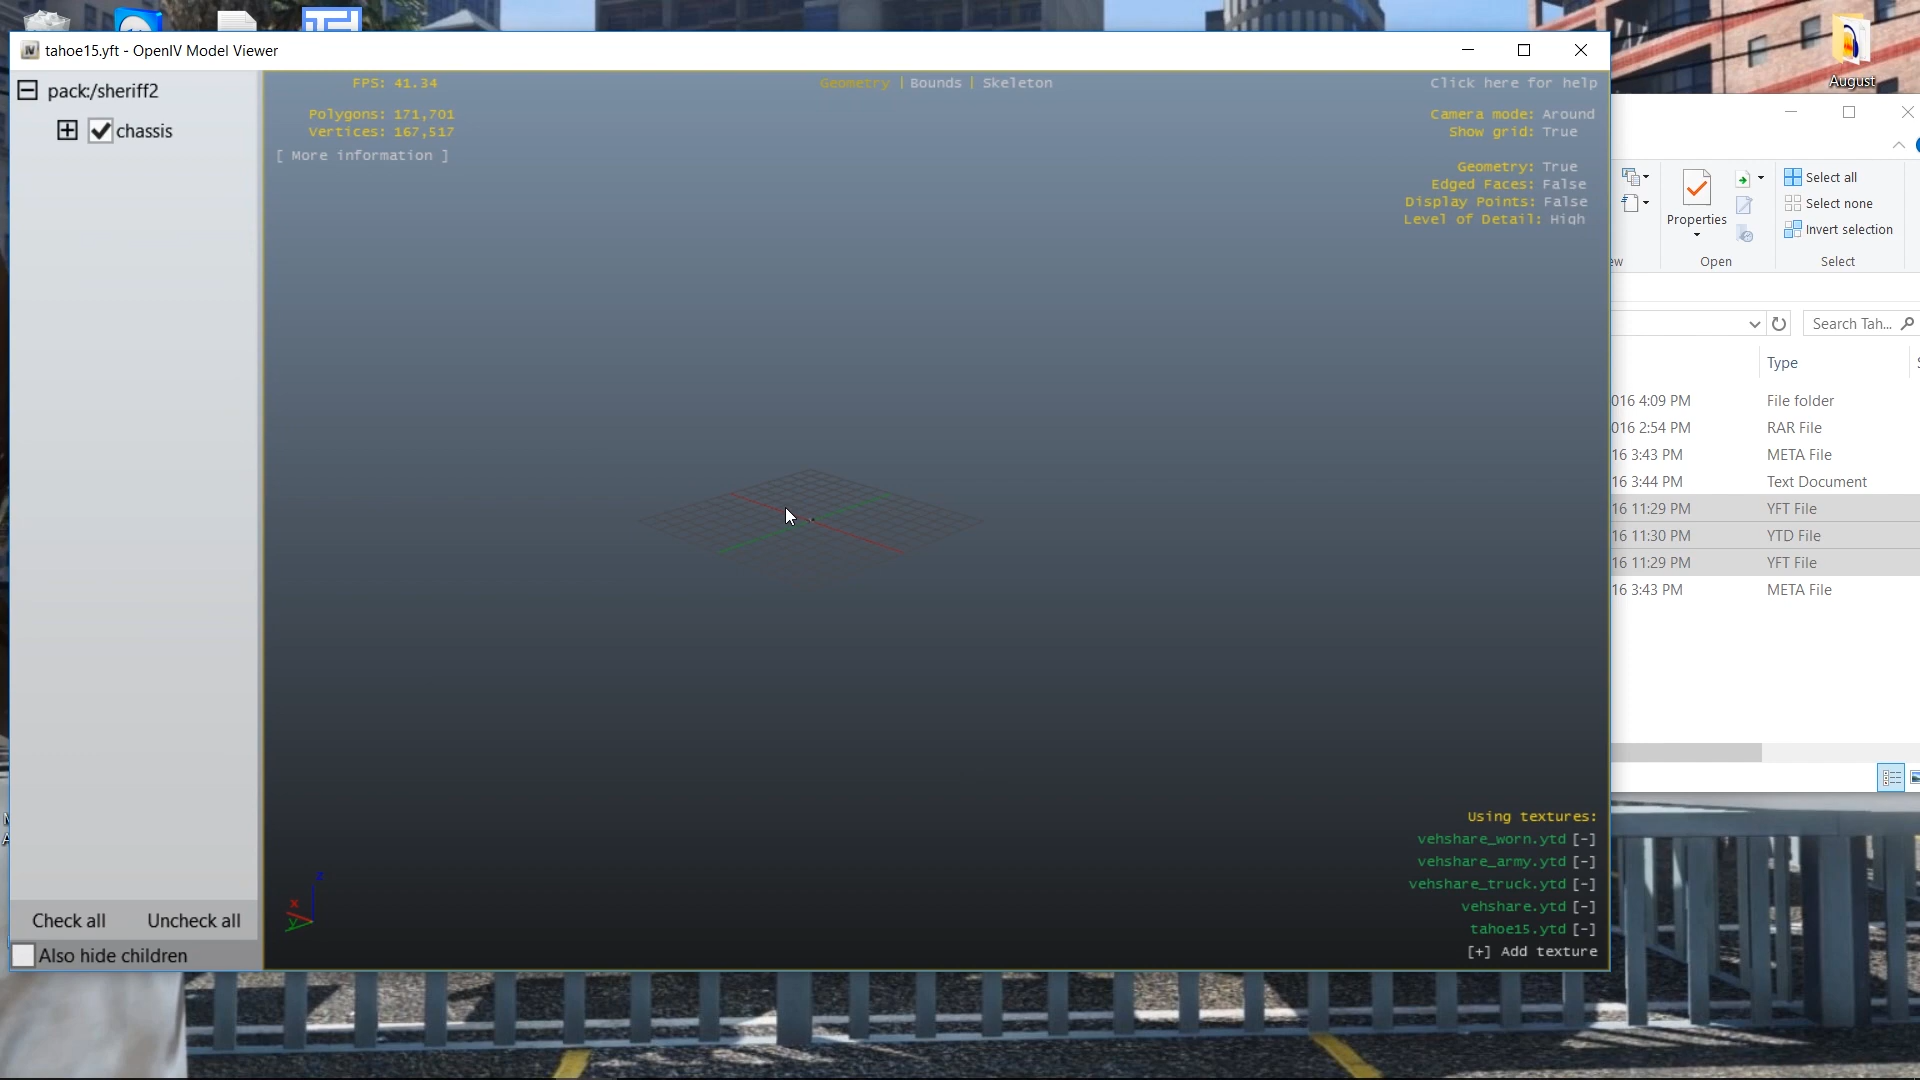 tahoe15.yft - OpenIV Model Viewer
August
pack:/sheriff2
chassis
FPS: 41.34
Polygons: 171,701
Vertices: 167,517
[ More information ]
Geometry | Bounds | Skeleton
Click here for help
Camera mode: Around
Show grid: True
Geometry: True
Edged Faces: False
Display Points: False
Level of Detail: High
Select all
Properties
Select none
Invert selection
ew
Open
Select
Search Tah...
Type
016 4:09 PM File folder
016 2:54 PM RAR File
16 3:43 PM META File
16 3:44 PM Text Document
16 11:29 PM YFT File
16 11:30 PM YTD File
16 11:29 PM YFT File
16 3:43 PM META File
Using textures:
vehshare_worn.ytd [-]
vehshare_army.ytd [-]
vehshare_truck.ytd [-]
vehshare.ytd [-]
tahoe15.ytd [-]
[+] Add texture
z
x
y
Check all Uncheck all
Also hide children